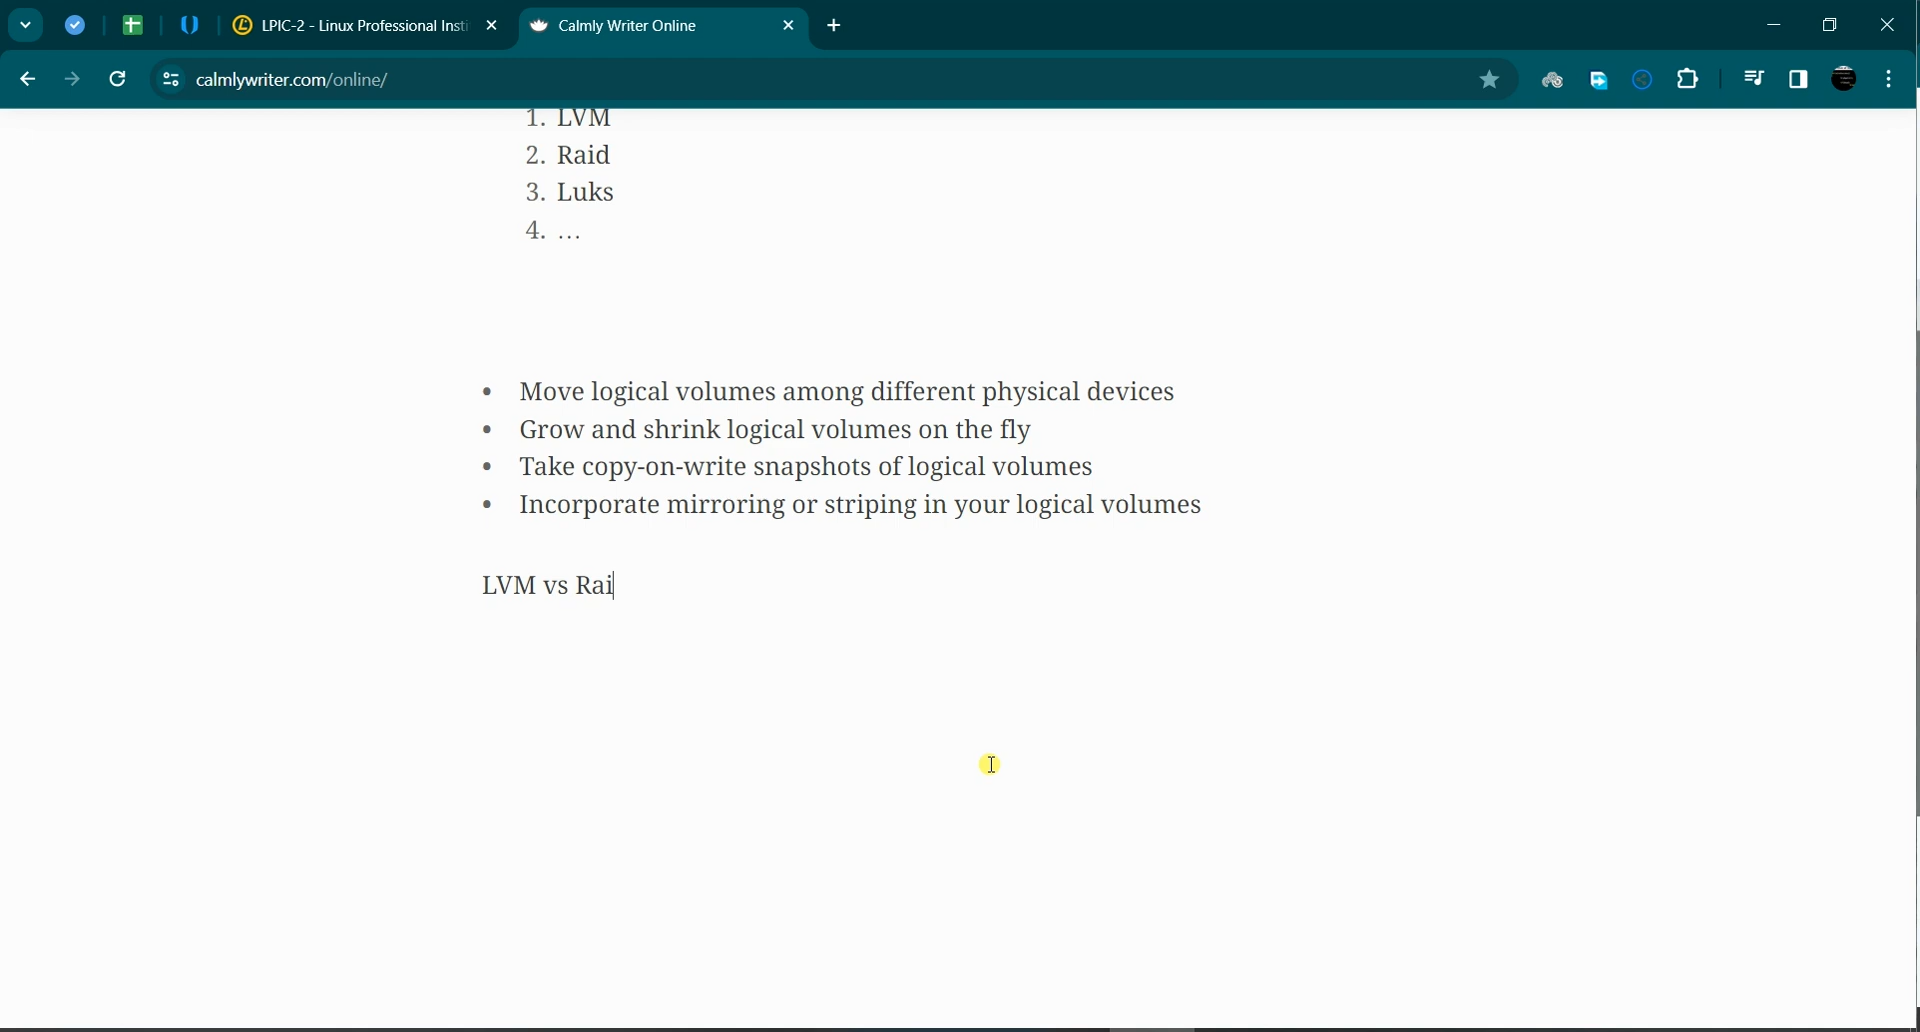 LPIC-2 - Linux Professional Insti
Calmly Writer Online
calmlywriter.com/online/
1. LVM
2. Raid
3. Luks
4. ...
• Move logical volumes among different physical devices
• Grow and shrink logical volumes on the fly
• Take copy-on-write snapshots of logical volumes
• Incorporate mirroring or striping in your logical volumes
LVM vs Rai